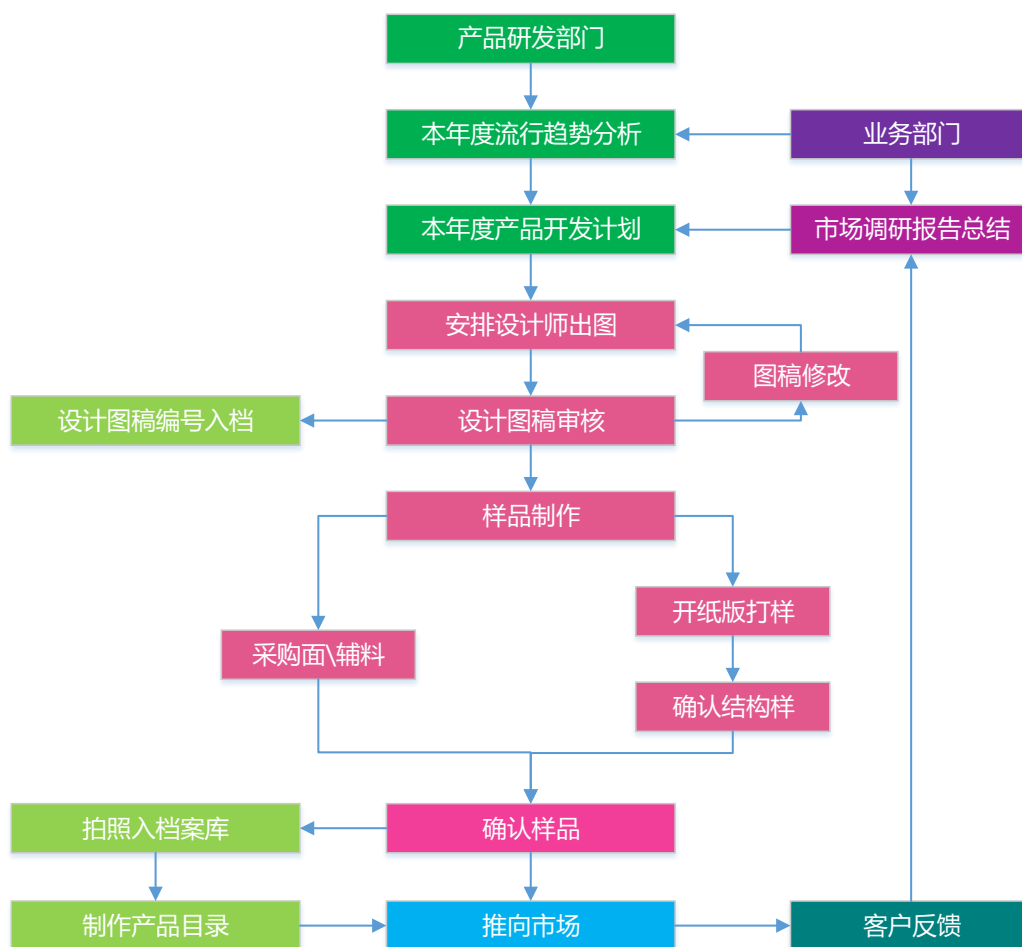 产品研发部门
本年度流行趋势分析
业务部门
本年度产品开发计划
市场调研报告总结
安排设计师出图
图稿修改
设计图稿编号入档
设计图稿审核
样品制作
开纸版打样
采购面\辅料
确认结构样
拍照入档案库
确认样品
制作产品目录
推向市场
客户反馈